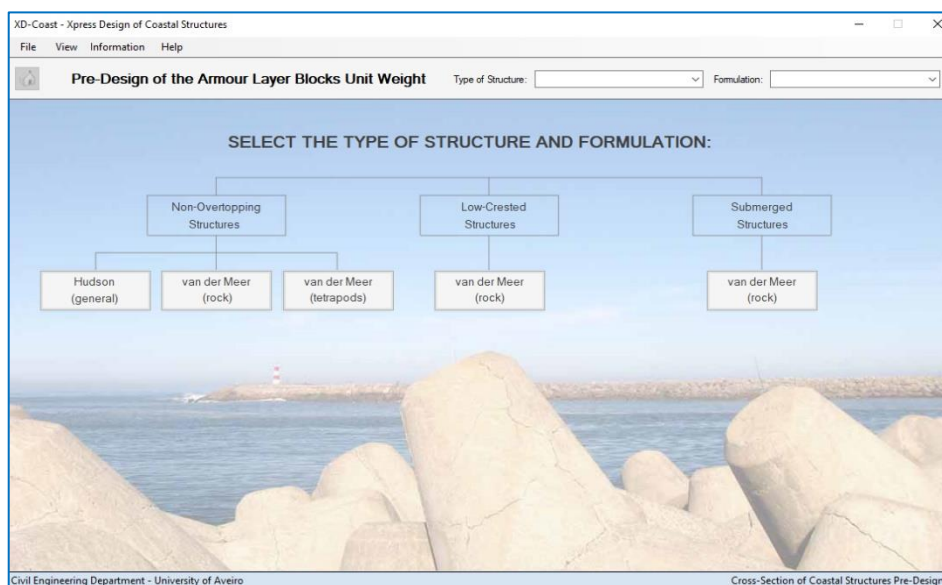 XD-Coast - Xpress Design of Coastal Structures
File View Information Help
Pre-Design of the Armour Layer Blocks Unit Weight Type of Structure: Formulation:
SELECT THE TYPE OF STRUCTURE AND FORMULATION:
Non-Overtopping
Structures
Low-Crested
Structures
Submerged
Structures
Hudson
(general)
van der Meer
(rock)
van der Meer
(tetrapods)
van der Meer
(rock)
van der Meer
(rock)
Civil Engineering Department - University of Aveiro Cross-Section of Coastal Structures Pre-Design